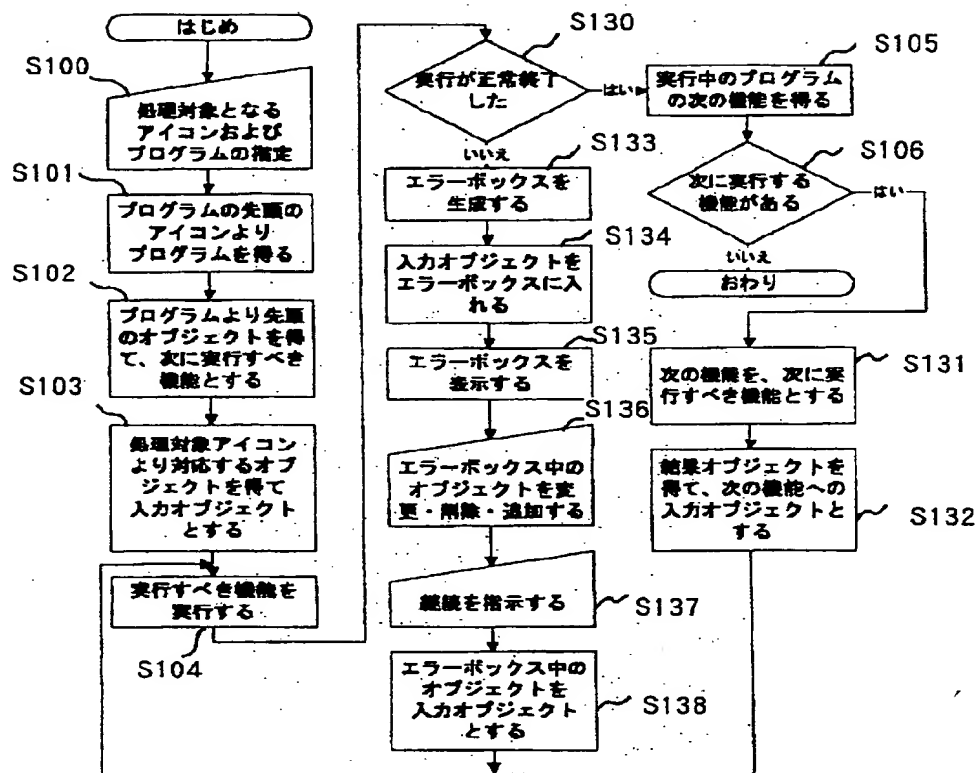 はじめ
S100
処理対象となる
アイコンおよび
プログラムの指定
S101
プログラムの先頭の
アイコンより
プログラムを得る
S102
プログラムより先頭
のオブジェクトを得
て、次に実行すべき
機能とする
S103
処理対象アイコン
より対応するオブ
ジェクトを得て
入力オブジェクト
とする
実行すべき機能を
実行する
S104
S130
実行が正常終了
した
はい
いいえ
S133
エラーボックスを
生成する
S134
入力オブジェクトを
エラーボックスに入
れる
S135
エラーボックスを
表示する
S136
エラーボックス中の
オブジェクトを変
更・削除・追加する
継続を指示する
S137
エラーボックス中の
オブジェクトを
入力オブジェクト
とする
S138
S105
実行中のプログラム
の次の機能を得る
S106
次に実行する
機能がある
はい
いいえ
おわり
次の機能を、次に実
行すべき機能とする
S131
結果オブジェクトを
得て、次の機能への
入力オブジェクトと
する
S132